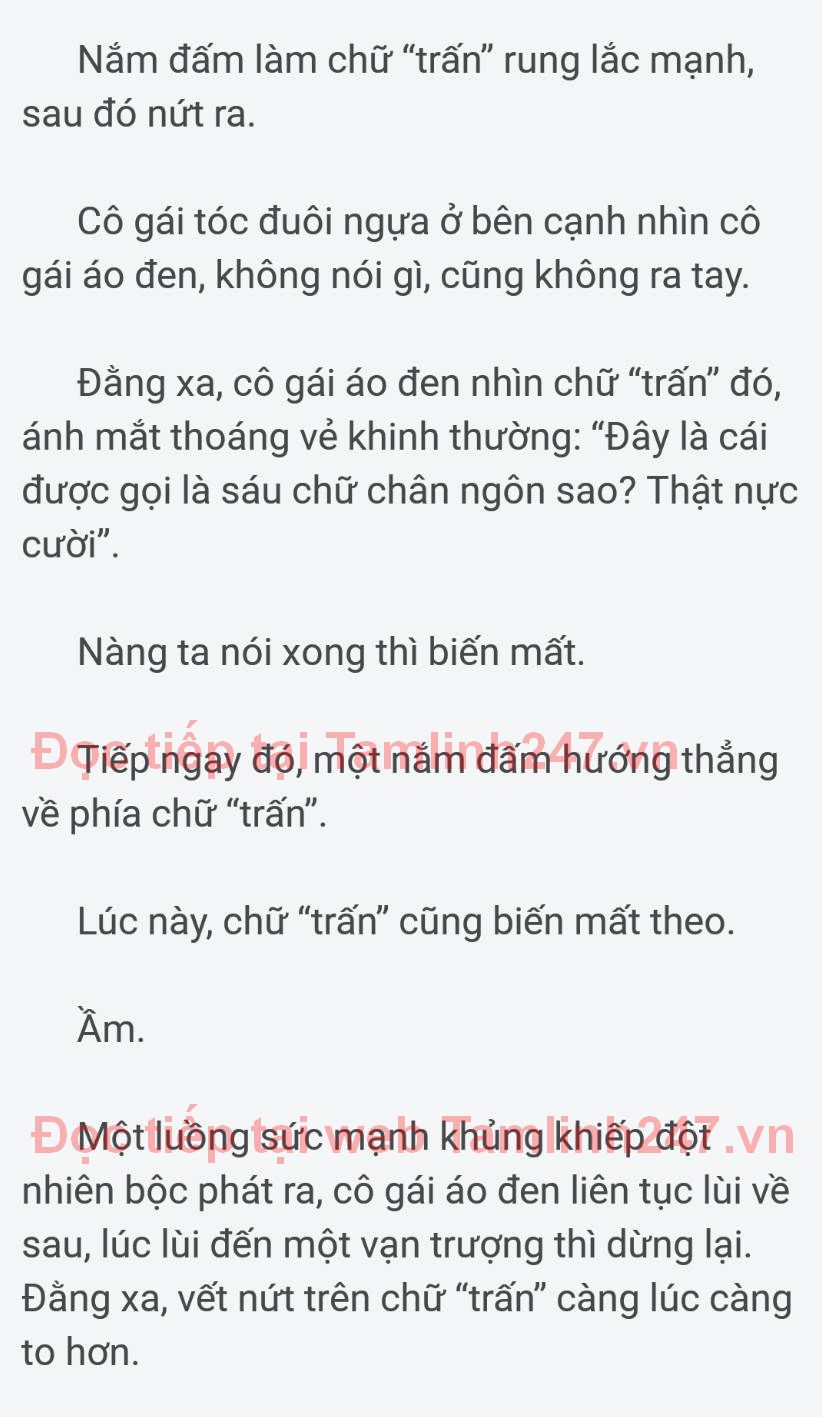 Nắm đấm làm chữ “trấn” rung lắc mạnh,
sau đó nứt ra.
Cô gái tóc đuôi ngựa ở bên cạnh nhìn cô
gái áo đen, không nói gì, cũng không ra tay.
Đằng xa, cô gái áo đen nhìn chữ “trấn” đó,
ánh mắt thoáng vẻ khinh thường: “Đây là cái
được gọi là sáu chữ chân ngôn sao? Thật nực
cười”.
Nàng ta nói xong thì biến mất.
Đọc tiếp tại Tamlinh247.vn
Tiếp ngay đó, một nắm đấm hướng thẳng
về phía chữ “trấn”.
Lúc này, chữ “trấn” cũng biến mất theo.
Ầm.
Đọc tiếp tại web Tamlinh247.vn
Một luồng sức mạnh khủng khiếp đột
nhiên bộc phát ra, cô gái áo đen liên tục lùi về
sau, lúc lùi đến một vạn trượng thì dừng lại.
Đằng xa, vết nứt trên chữ “trấn” càng lúc càng
to hơn.